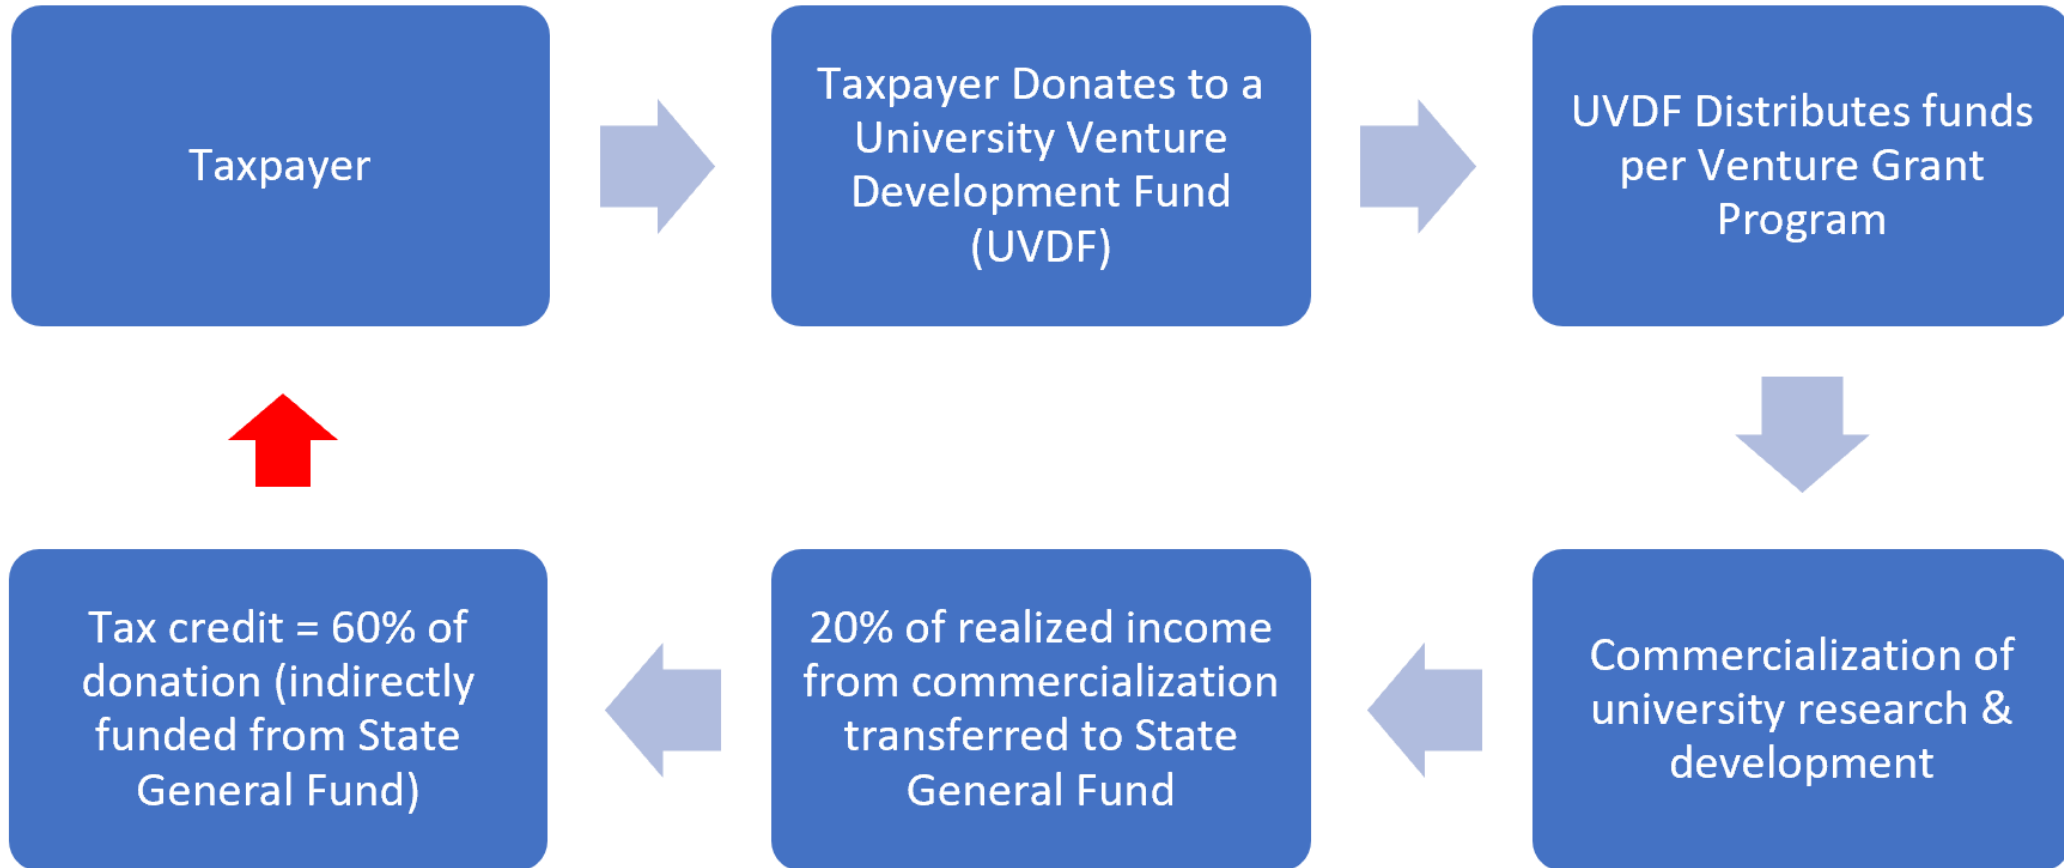 Taxpayer
Taxpayer Donates to a
University Venture
Development Fund
(UVDF)
UVDF Distributes funds
per Venture Grant
Program
Commercialization of
university research &
development
20% of realized income
from commercialization
transferred to State
General Fund
Tax credit = 60% of
donation (indirectly
funded from State
General Fund)